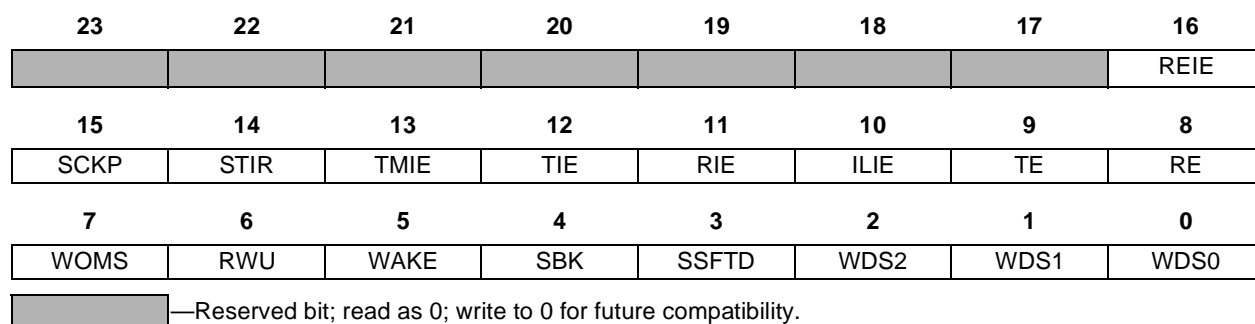 23 22 21 20 19 18 17 16
REIE
15 14 13 12 11 10 9 8
SCKP STIR TMIE TIE RIE ILIE TE RE
7 6 5 4 3 2 1 0
WOMS RWU WAKE SBK SSFTD WDS2 WDS1 WDS0
—Reserved bit; read as 0; write to 0 for future compatibility.